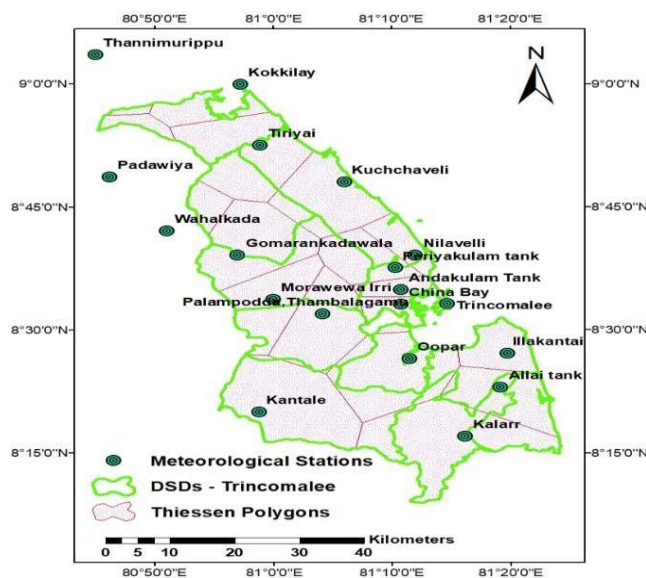 80°50'0"E 81°0'0"E 81°10'0"E 81°20'0"E
Thannimurippu
N
9°0'0"N Kokkilay 9°0'0"N
Tiriyai
Padawiya
Kuchchaveli
8°45'0"N 8°45'0"N
Wahalkada
Gomarankadawala Nilavelli
Periyakulam tank
Morawewa Irri Andakulam Tank
Palampodda,Thambalagamu China Bay
Trincomalee
8°30'0"N 8°30'0"N
Oopar Illakantai
Allai tank
Kantale
Kalarr
8°15'0"N 8°15'0"N
Meteorological Stations
DSDs - Trincomalee
Thiessen Polygons
Kilometers
0 5 10 20 30 40
80°50'0"E 81°0'0"E 81°10'0"E 81°20'0"E